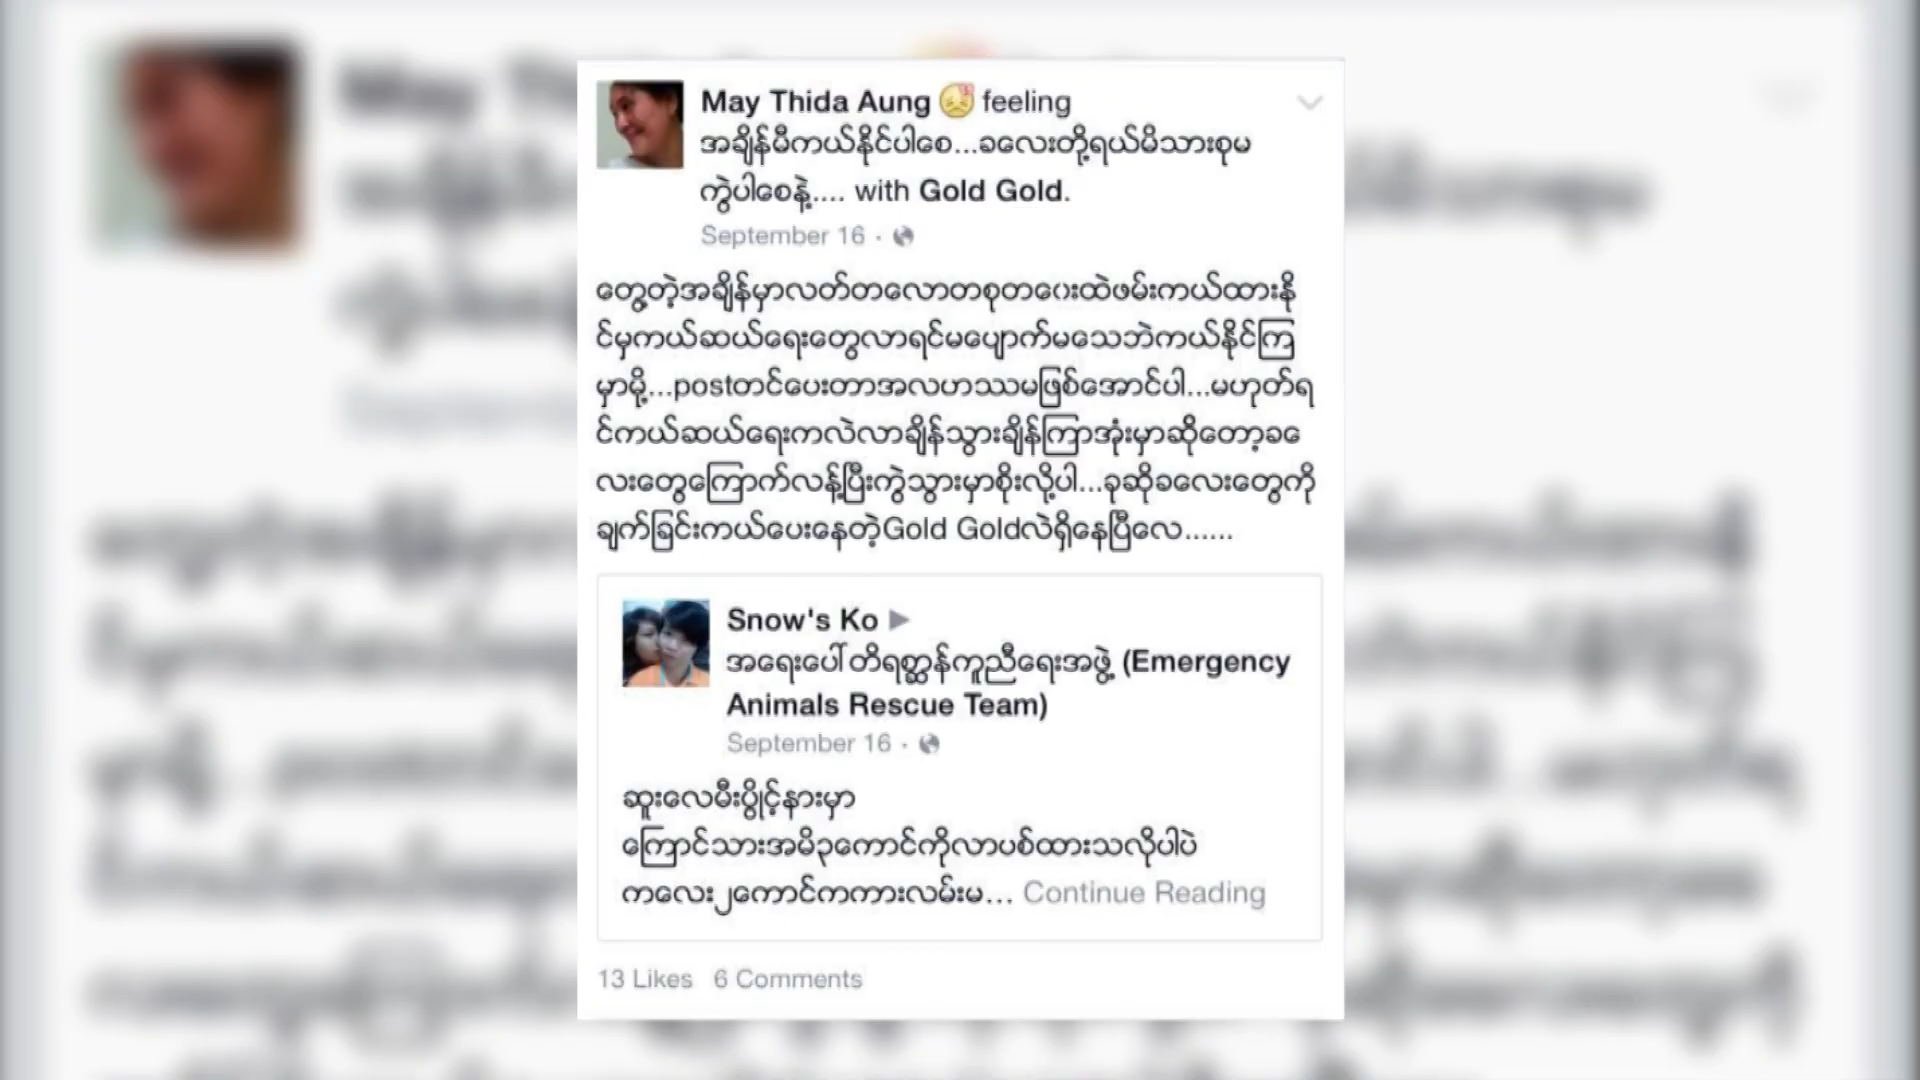 May Thida Aung feeling
အချိန်မီကယ်နိုင်ပါစေ...ခလေးတို့ရယ်မိသားစုမ
ကွဲပါစေနဲ့.... with Gold Gold.
September 16 ·
တွေ့တဲ့အချိန်မှာလတ်တလောတစုတပေးထဲဖမ်းကယ်ထားနို
င်မှကယ်ဆယ်ရေးတွေလာရင်မပျောက်မသေဘဲကယ်နိုင်ကြ
မှာမို့...postတင်ပေးတာအလဟဿမဖြစ်အောင်ပါ...မဟုတ်ရ
င်ကယ်ဆယ်ရေးကလဲလာချိန်သွားချိန်ကြာအုံးမှာဆိုတော့ခ‌ေ
လးတွေကြောက်လန့်ပြီးကွဲသွားမှာစိုးလို့ပါ...ခုဆိုခလေးတွေကို
ချက်ခြင်းကယ်ပေးနေတဲ့Gold Goldလဲရှိနေပြီလေ......
Snow's Ko
အရေးပေါ်တိရစ္ဆာန်ကူညီရေးအဖွဲ့ (Emergency
Animals Rescue Team)
September 16 ·
ဆူးလေမီးပွိုင့်နားမှာ
ကြောင်သားအမိ၃ကောင်ကိုလာပစ်ထားသလိုပါပဲ
ကလေး၂ကောင်ကကားလမ်းမ... Continue Reading
13 Likes 6 Comments